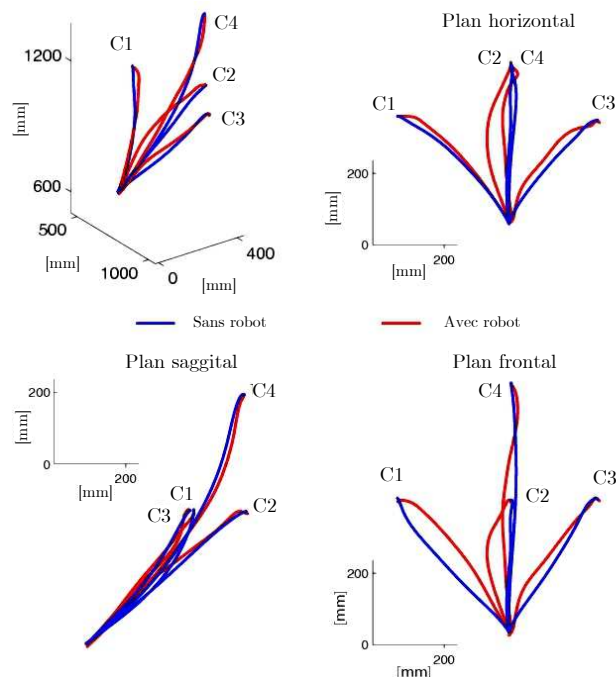 C4
C1
C2
C3
1200
600
[mm]
500
1000
[mm]
0
400
[mm]
Plan horizontal
C2 C4
C1
C3
200
0
[mm]
200
[mm]
Sans robot
Avec robot
Plan saggital
C4
200
0
[mm]
200
[mm]
C1
C3
C2
Plan frontal
C4
C1
C2
C3
200
0
[mm]
200
[mm]